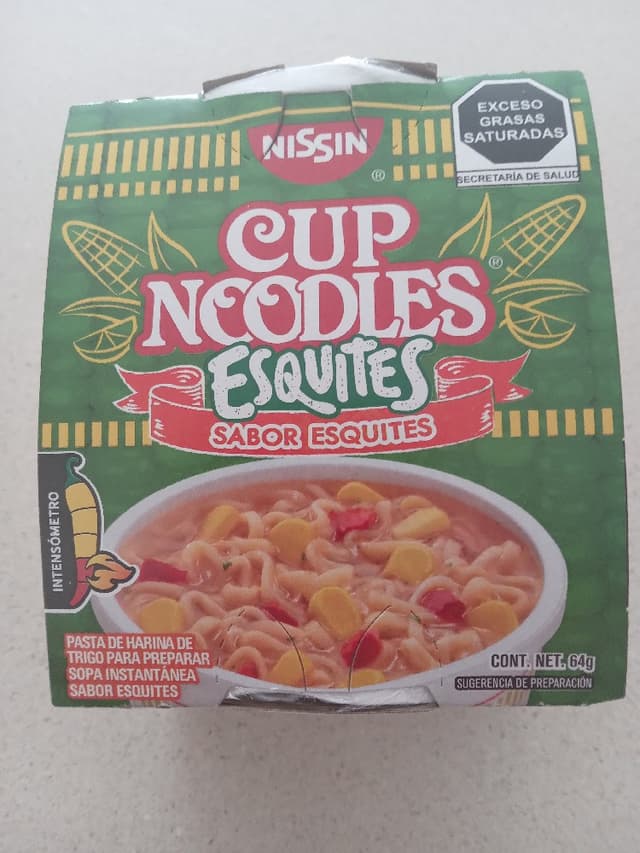 NISSIN
®
EXCESO
GRASAS
SATURADAS
SECRETARÍA DE SALUD
CUP
NOODLES®
ESQUITES
SABOR ESQUITES
INTENSÓMETRO
PASTA DE HARINA DE
TRIGO PARA PREPARAR
SOPA INSTANTÁNEA
SABOR ESQUITES
CONT. NET. 64g
SUGERENCIA DE PREPARACIÓN